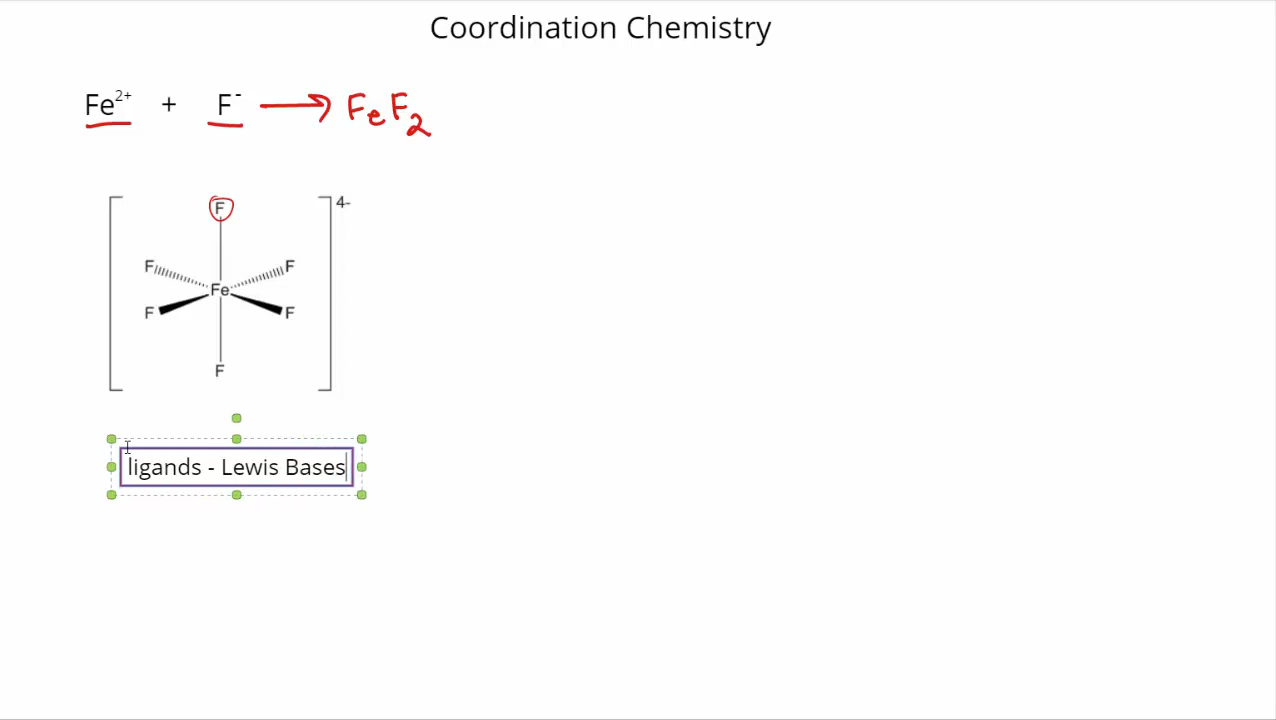 Coordination Chemistry
Fe²⁺ + F⁻ → FeF₂
4-
F
F F
Fe
F F
F
ligands - Lewis Bases